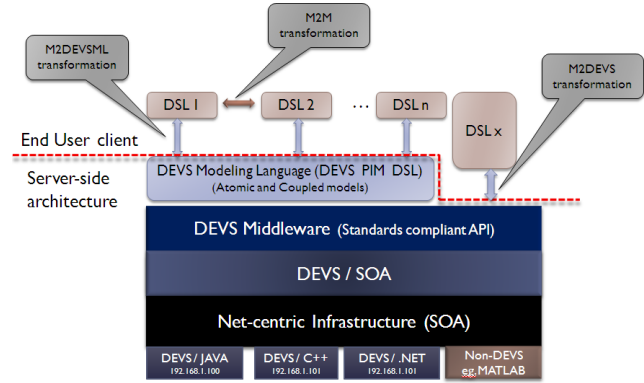 M2M
transformation
M2DEVSML
transformation
M2DEVS
transformation
DSL 1
DSL 2
...
DSL n
DSL x
End User client
DEVS Modeling Language (DEVS PIM DSL)
(Atomic and Coupled models)
Server-side
architecture
DEVS Middleware (Standards compliant API)
DEVS / SOA
Net-centric Infrastructure (SOA)
DEVS / JAVA
192.168.1.100
DEVS / C++
192.168.1.101
DEVS / .NET
192.168.1.101
Non-DEVS
eg.MATLAB